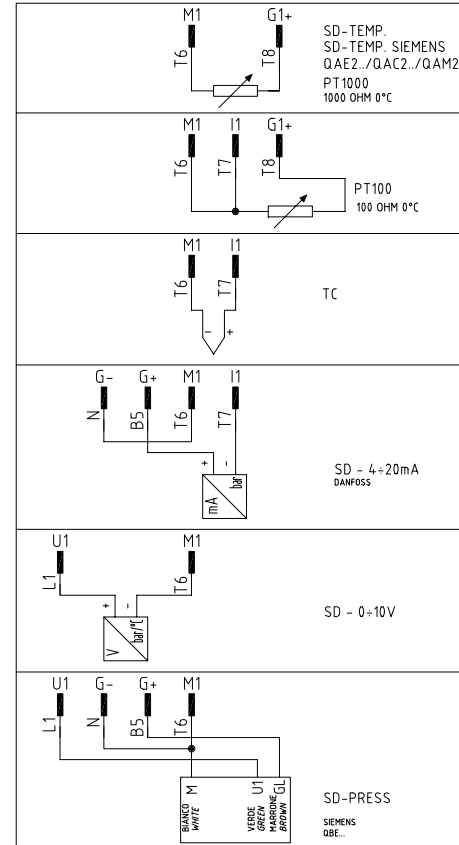 M1 G1+
T6 T8
SD-TEMP.
SD-TEMP. SIEMENS
QAE2../QAC2../QAM2
PT1000
1000 OHM 0°C
M1 I1 G1+
T6 T7 T8
PT100
100 OHM 0°C
M1 I1
T6 T7
- +
TC
G- G+ M1 I1
N B5 T6 T7
+ -
mA bar
SD - 4÷20mA
DANFOSS
U1 M1
L1 T6
+ -
V bar/°C
SD - 0÷10V
U1 G- G+ M1
L1 N B5 T6
M U1 GL
BIANCO VERDE MARRONE
WHITE GREEN BROWN
SD-PRESS
SIEMENS
QBE...